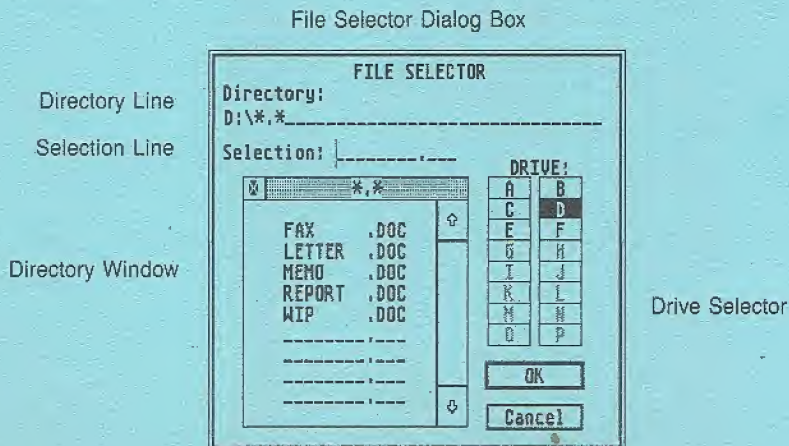 File Selector Dialog Box
FILE SELECTOR
Directory Line
Directory:
D:\*.*
Selection Line
Selection:
DRIVE:
*.*
A B
C D
E F
G H
I J
K L
M N
O P
FAX .DOC
LETTER .DOC
MEMO .DOC
REPORT .DOC
WIP .DOC
Directory Window
Drive Selector
OK
Cancel